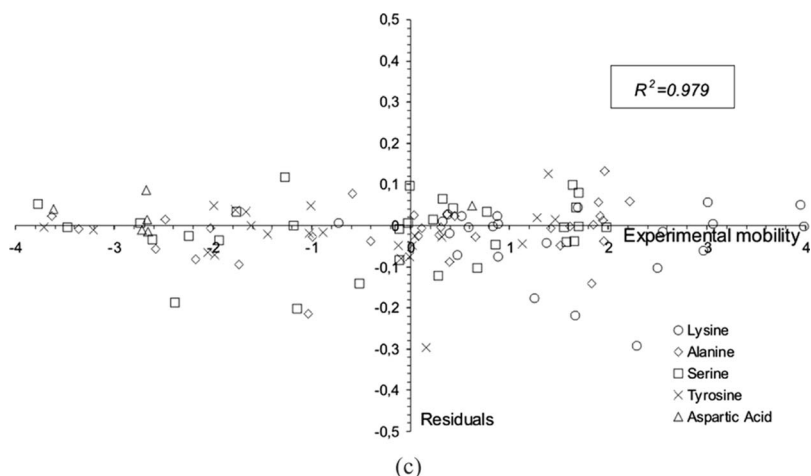 0,5
0,4
0,3
R²=0.979
0,2
0,1
0
-4 -3 -2 -1 0 1 2 3 4
Experimental mobility
-0,1
-0,2
Lysine
-0,3
Alanine
Serine
-0,4
Tyrosine
Residuals
Aspartic Acid
-0,5
(c)